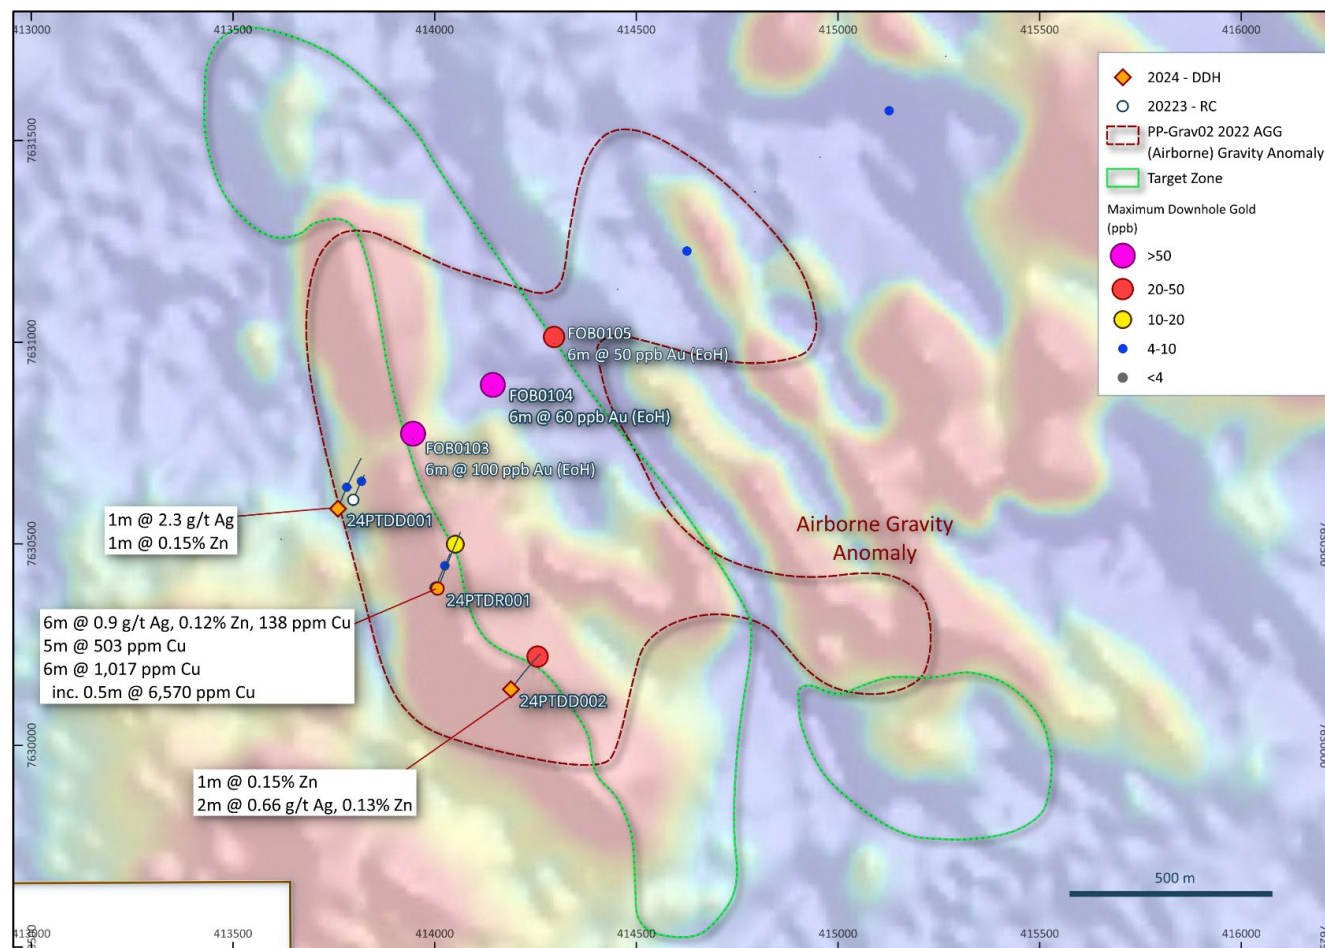 413000
413500
414000
414500
415000
415500
416000
7631500
7631000
7630500
7630000
2024 - DDH
20223 - RC
PP-Grav02 2022 AGG
(Airborne) Gravity Anomaly
Target Zone
Maximum Downhole Gold
(ppb)
>50
20-50
10-20
4-10
<4
FOB0105
6m @ 50 ppb Au (EoH)
FOB0104
6m @ 60 ppb Au (EoH)
FOB0103
6m @ 100 ppb Au (EoH)
1m @ 2.3 g/t Ag
1m @ 0.15% Zn
24PTDD001
Airborne Gravity
Anomaly
24PTDR001
6m @ 0.9 g/t Ag, 0.12% Zn, 138 ppm Cu
5m @ 503 ppm Cu
6m @ 1,017 ppm Cu
inc. 0.5m @ 6,570 ppm Cu
24PTDD002
1m @ 0.15% Zn
2m @ 0.66 g/t Ag, 0.13% Zn
500 m
413500
414000
414500
415000
415500
416000